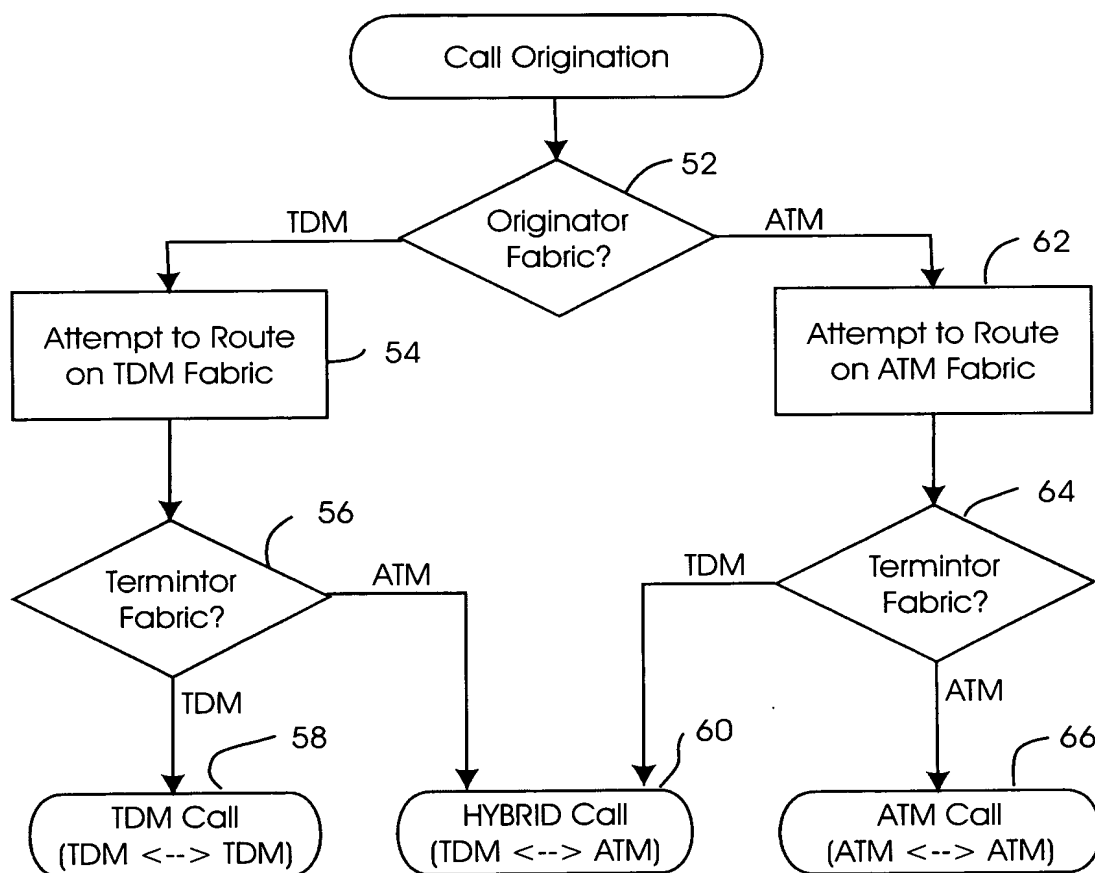 Call Origination
52
TDM
Originator
Fabric?
ATM
62
Attempt to Route
on TDM Fabric
54
Attempt to Route
on ATM Fabric
56
64
Termintor
Fabric?
ATM
TDM
Termintor
Fabric?
TDM
ATM
58
60
66
TDM Call
(TDM <--> TDM)
HYBRID Call
(TDM <--> ATM)
ATM Call
(ATM <--> ATM)